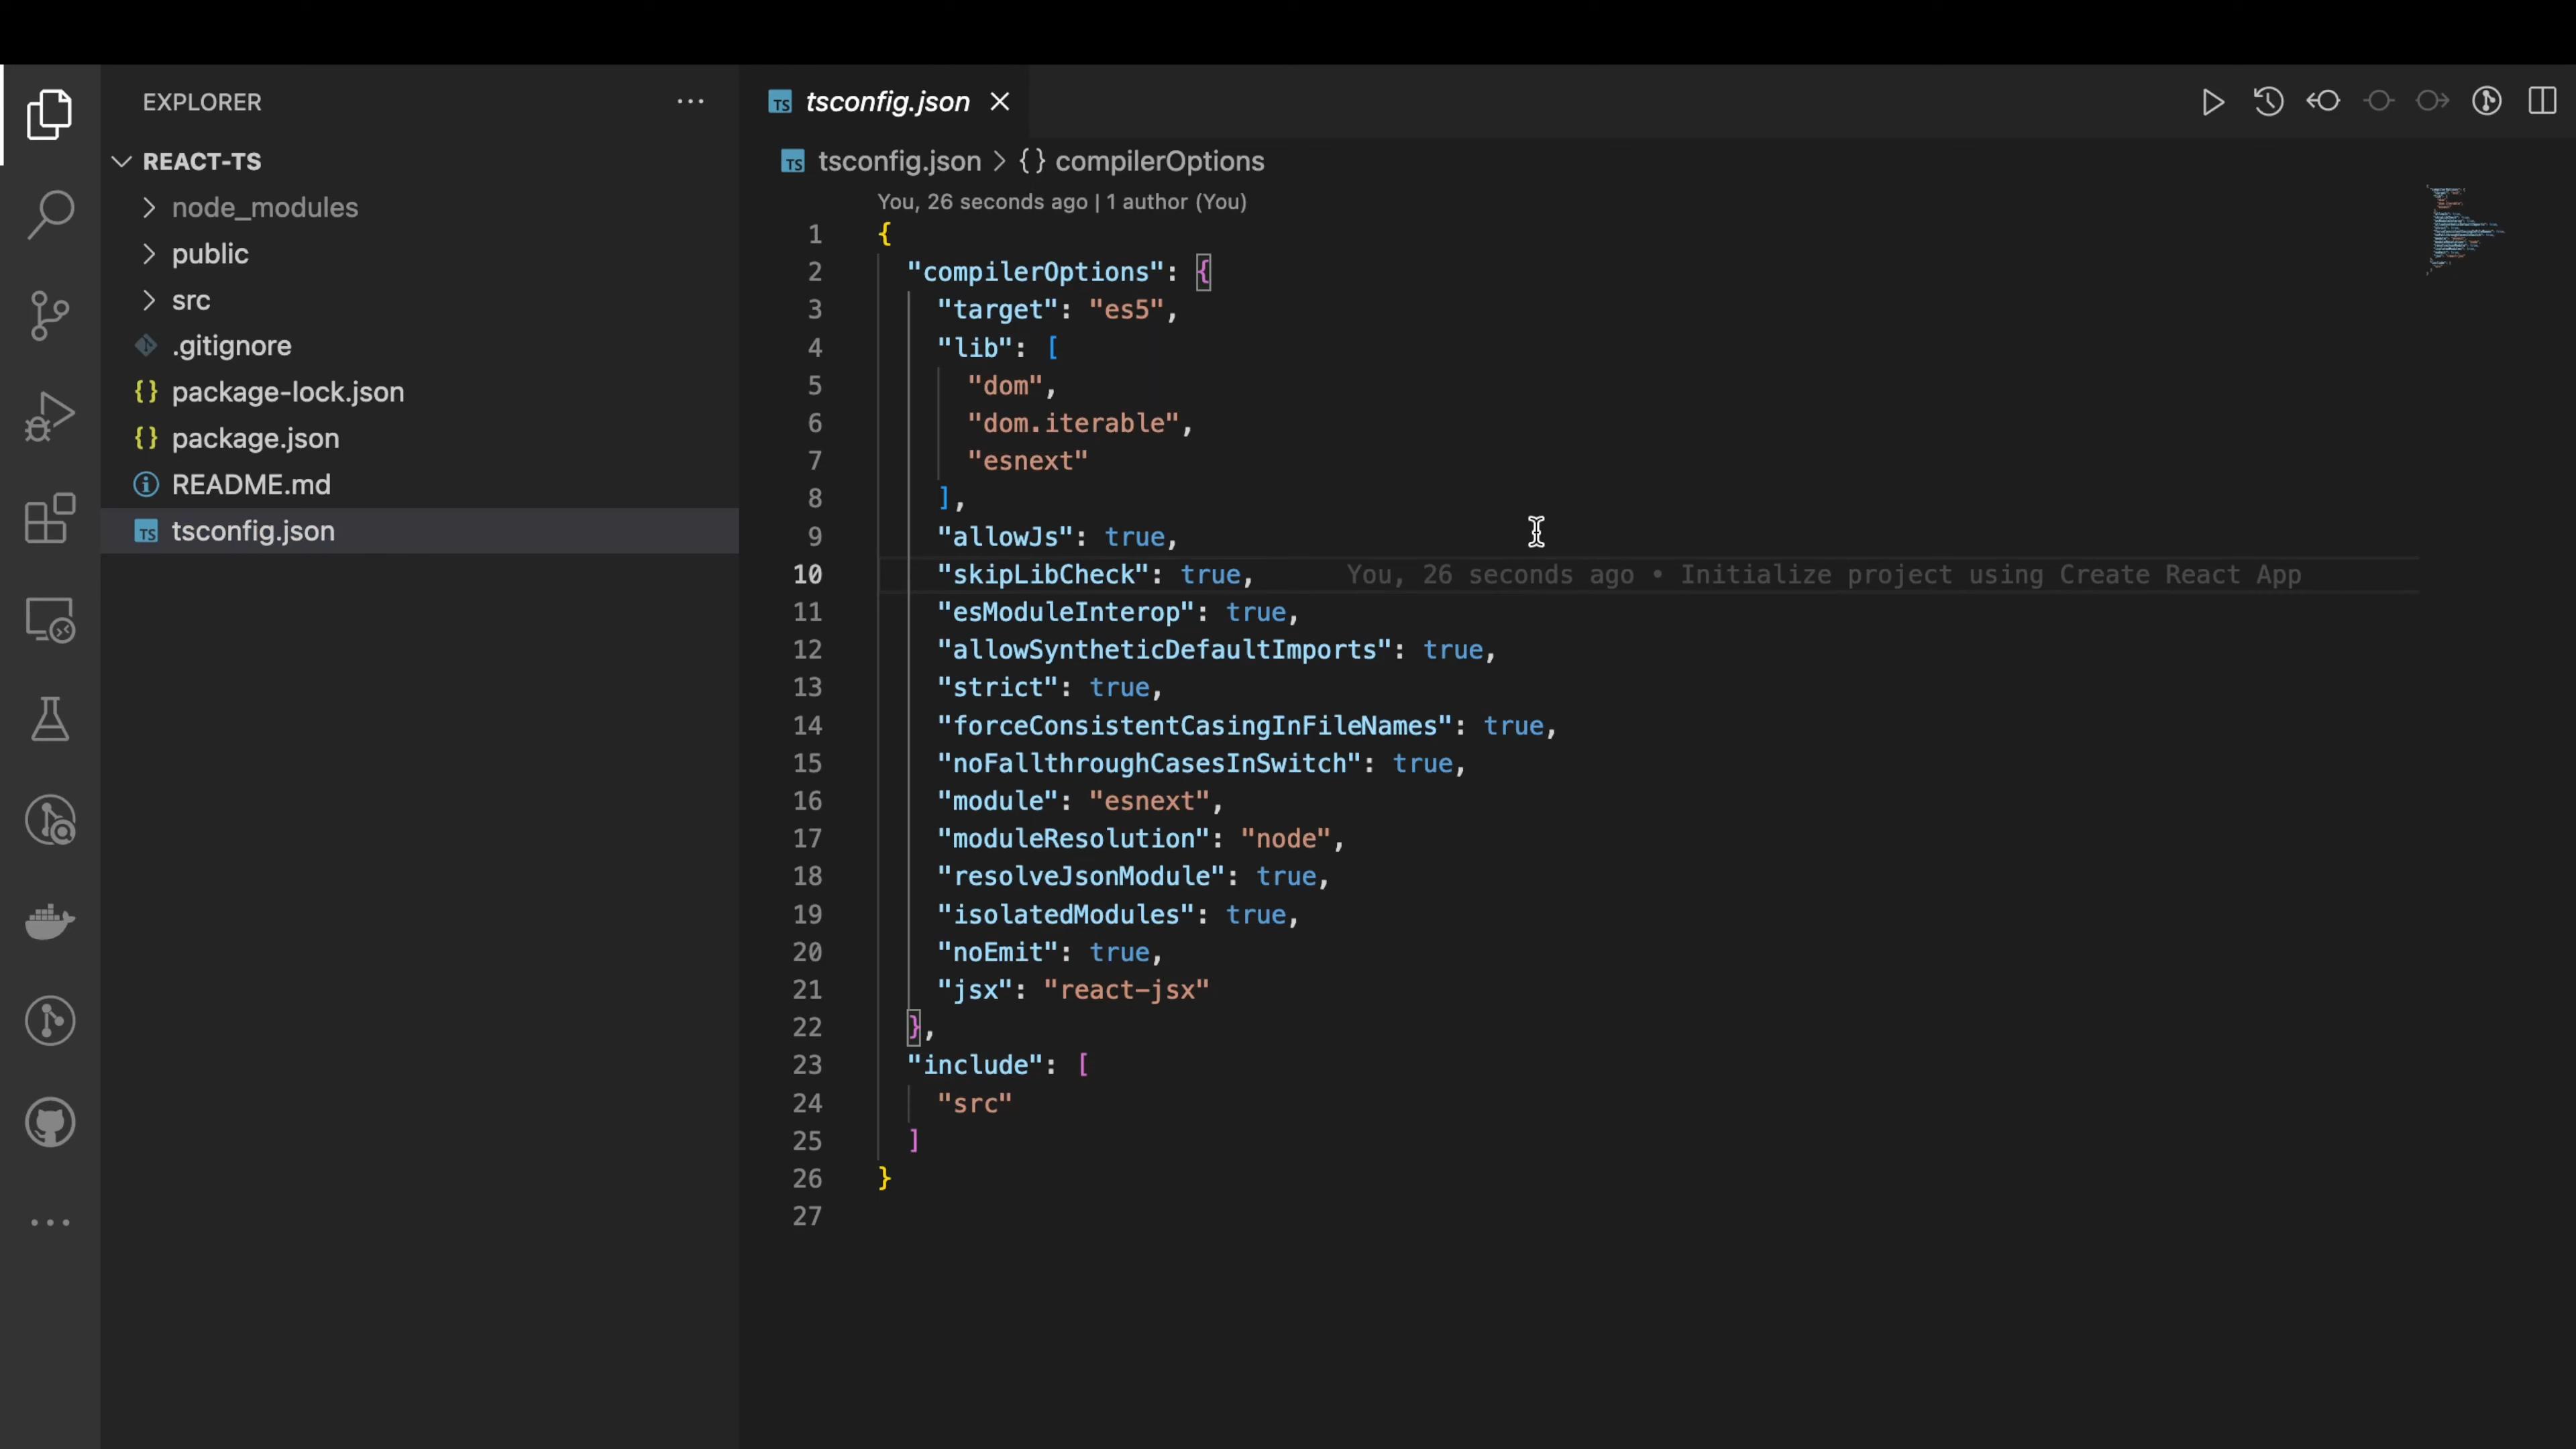 EXPLORER
REACT-TS
node_modules
public
src
.gitignore
package-lock.json
package.json
README.md
TS tsconfig.json
TS tsconfig.json
TS tsconfig.json > {} compilerOptions
You, 26 seconds ago | 1 author (You)
1 {
2 "compilerOptions": {
3 "target": "es5",
4 "lib": [
5 "dom",
6 "dom.iterable",
7 "esnext"
8 ],
9 "allowJs": true,
10 "skipLibCheck": true, You, 26 seconds ago • Initialize project using Create React App
11 "esModuleInterop": true,
12 "allowSyntheticDefaultImports": true,
13 "strict": true,
14 "forceConsistentCasingInFileNames": true,
15 "noFallthroughCasesInSwitch": true,
16 "module": "esnext",
17 "moduleResolution": "node",
18 "resolveJsonModule": true,
19 "isolatedModules": true,
20 "noEmit": true,
21 "jsx": "react-jsx"
22 },
23 "include": [
24 "src"
25 ]
26 }
27